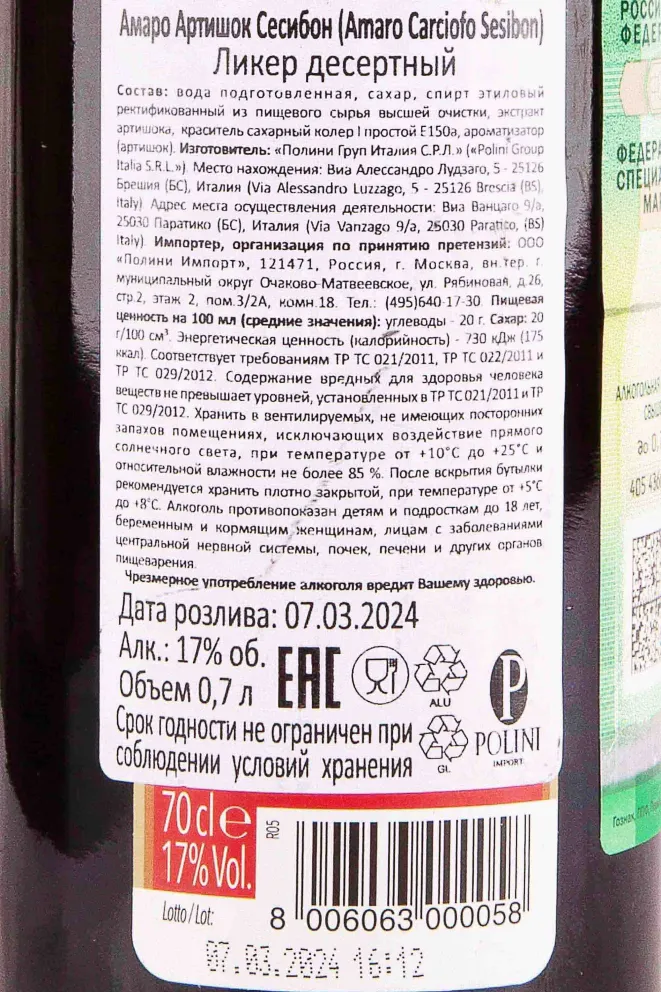 Амаро Артишок Сесибон (Amaro Carciofo Sesibon)
Ликер десертный
Состав: вода подготовленная, сахар, спирт этиловый
ректификованный из пищевого сырья высшей очистки, экстракт
артишока, краситель сахарный колер I простой E150a, ароматизатор
(артишок). Изготовитель: «Полини Груп Италия С.Р.Л.» («Polini Group
Italia S.R.L.»). Место нахождения: Виа Алессандро Лудзаго, 5 - 25126
Брешия (БС), Италия (Via Alessandro Luzzago, 5 - 25126 Brescia (BS),
Italy). Адрес места осуществления деятельности: Виа Ванцаго 9/а,
25030 Паратико (БС), Италия (Via Vanzago 9/a, 25030 Paratico, (BS)
Italy). Импортер, организация по принятию претензий: ООО
«Полини Импорт», 121471, Россия, г. Москва, вн.тер. г.
муниципальный округ Очаково-Матвеевское, ул. Рябиновая, д.26,
стр.2, этаж 2, пом.3/2А, комн.18. Тел.: (495)640-17-30. Пищевая
ценность на 100 мл (средние значения): углеводы - 20 г. Сахар: 20
г/100 см³. Энергетическая ценность (калорийность) - 730 кДж (175
ккал). Соответствует требованиям ТР ТС 021/2011, ТР ТС 022/2011 и
ТР ТС 029/2012. Содержание вредных для здоровья человека
веществ не превышает уровней, установленных в ТР ТС 021/2011 и ТР
ТС 029/2012. Хранить в вентилируемых, не имеющих посторонних
запахов помещениях, исключающих воздействие прямого
солнечного света, при температуре от +10°C до +25°C и
относительной влажности не более 85 %. После вскрытия бутылки
рекомендуется хранить плотно закрытой, при температуре от +5°C
до +8°C. Алкоголь противопоказан детям и подросткам до 18 лет,
беременным и кормящим женщинам, лицам с заболеваниями
центральной нервной системы, почек, печени и других органов
пищеварения.
Чрезмерное употребление алкоголя вредит Вашему здоровью.
Дата розлива: 07.03.2024
Алк.: 17% об.
Объем 0,7 л
Срок годности не ограничен при
соблюдении условий хранения
EAC
ALU
GL
P
POLINI
IMPORT
70 cl e
17% Vol.
R05
Lotto / Lot:
8 006063 000058
07.03.2024 16:12
РОССИ
ФЕДЕР
ФЕДЕРА
СПЕЦИА
МАР
АЛКОГОЛЬНАЯ
свыш
до 0,
405 436